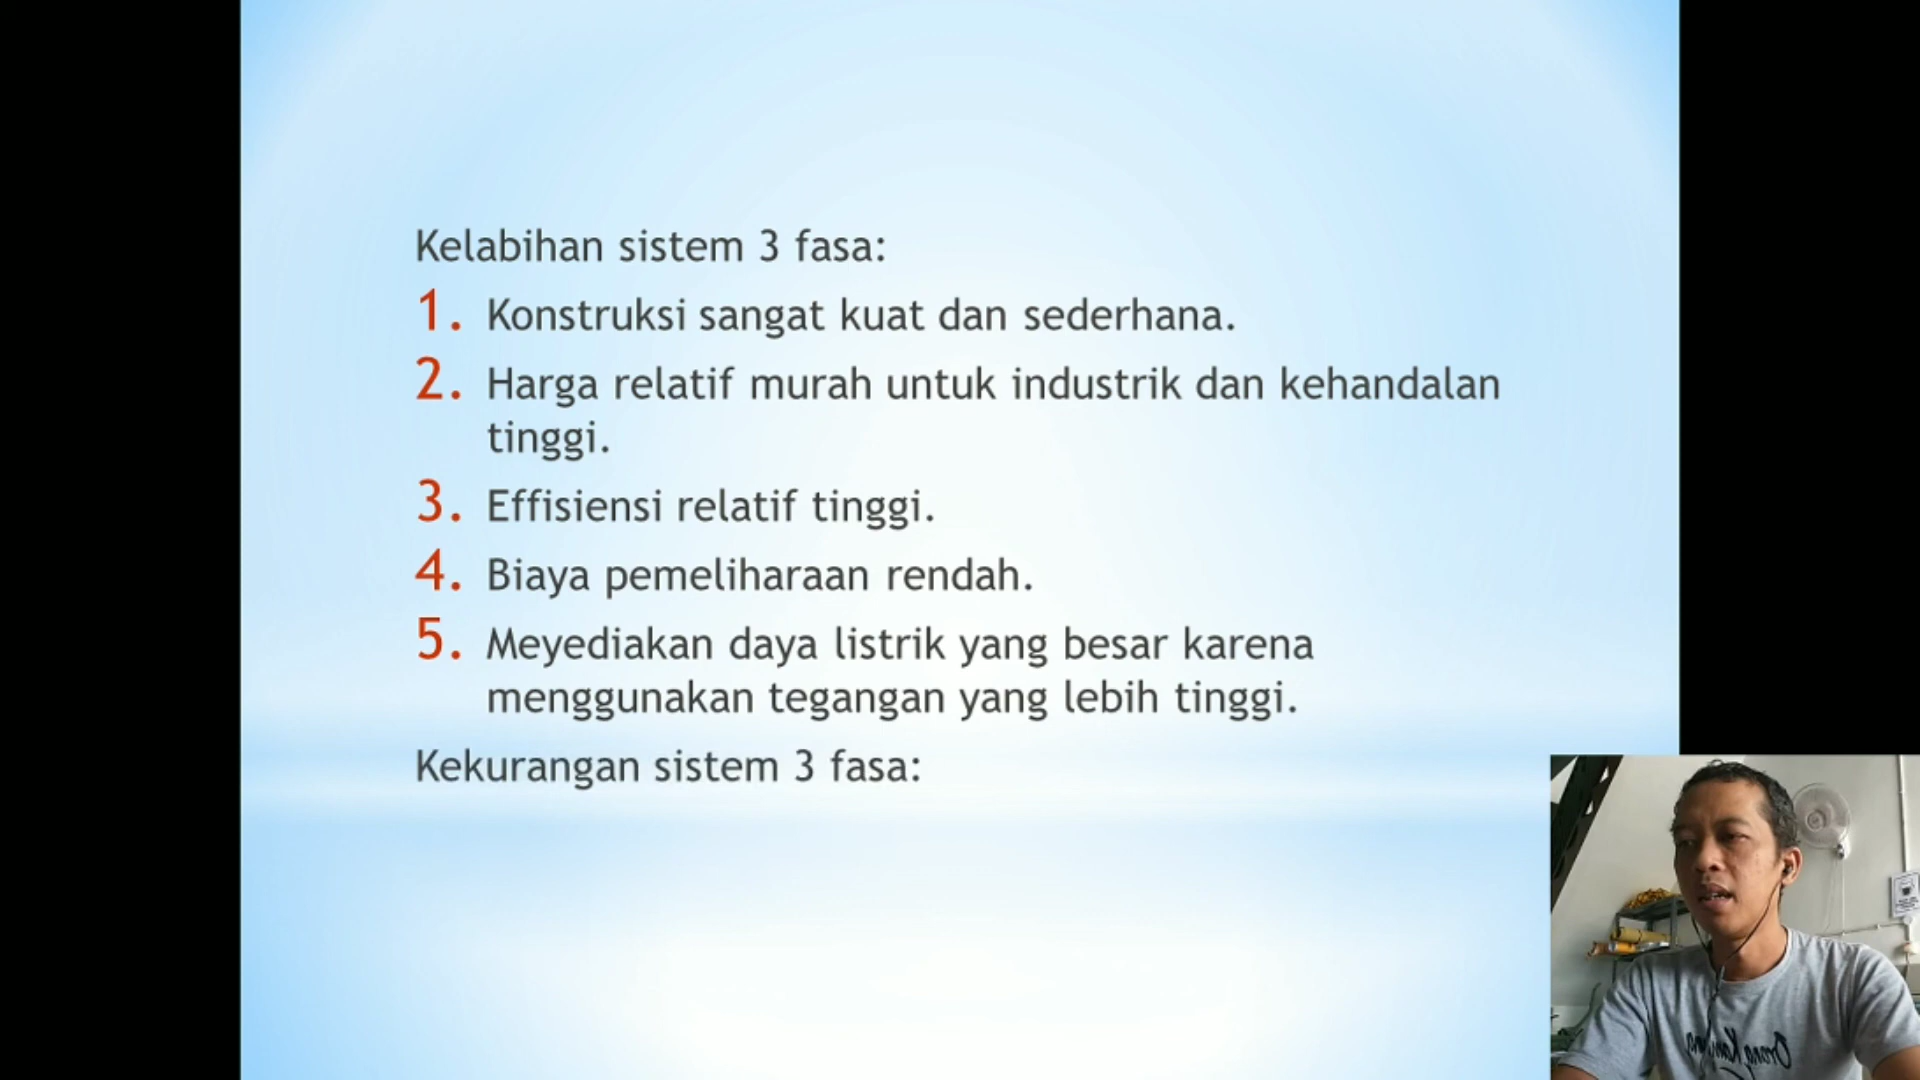 Kelabihan sistem 3 fasa:
1. Konstruksi sangat kuat dan sederhana.
2. Harga relatif murah untuk industrik dan kehandalan
tinggi.
3. Effisiensi relatif tinggi.
4. Biaya pemeliharaan rendah.
5. Meyediakan daya listrik yang besar karena
menggunakan tegangan yang lebih tinggi.
Kekurangan sistem 3 fasa: